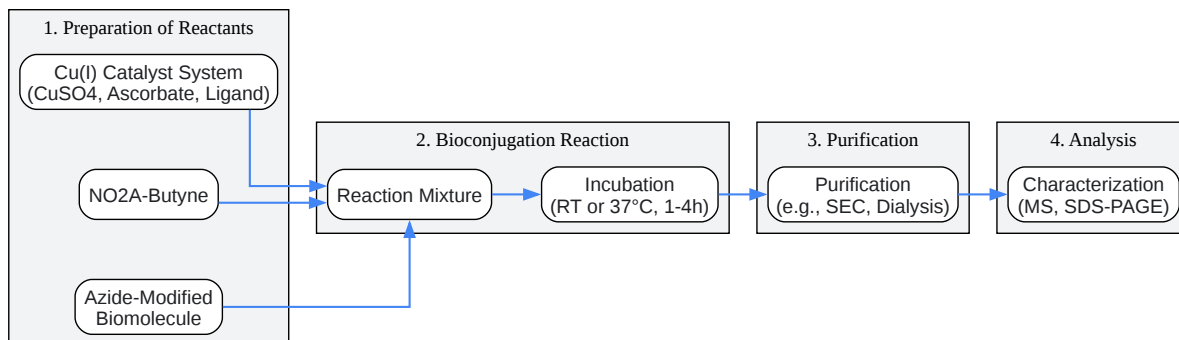 1. Preparation of Reactants
Cu(I) Catalyst System
(CuSO4, Ascorbate, Ligand)
NO2A-Butyne
Azide-Modified
Biomolecule
2. Bioconjugation Reaction
Reaction Mixture
Incubation
(RT or 37°C, 1-4h)
3. Purification
Purification
(e.g., SEC, Dialysis)
4. Analysis
Characterization
(MS, SDS-PAGE)